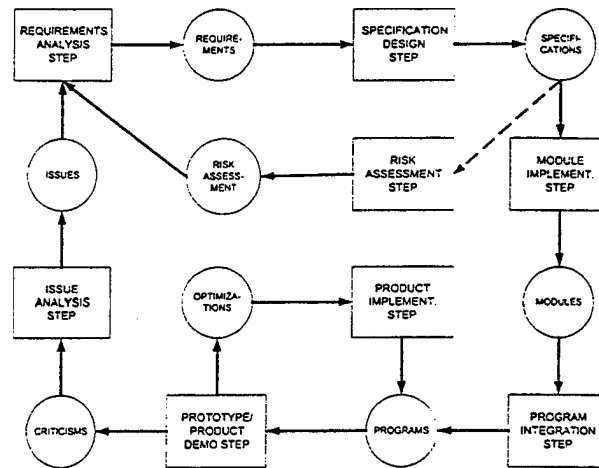 REQUIREMENTS
ANALYSIS
STEP
REQUIRE-
MENTS
SPECIFICATION
DESIGN
STEP
SPECIFI-
CATIONS
ISSUES
RISK
ASSESS-
MENT
RISK
ASSESSMENT
STEP
MODULE
IMPLEMENT.
STEP
ISSUE
ANALYSIS
STEP
OPTIMIZA-
TIONS
PRODUCT
IMPLEMENT.
STEP
MODULES
CRITICISMS
PROTOTYPE/
PRODUCT
DEMO STEP
PROGRAMS
PROGRAM
INTEGRATION
STEP